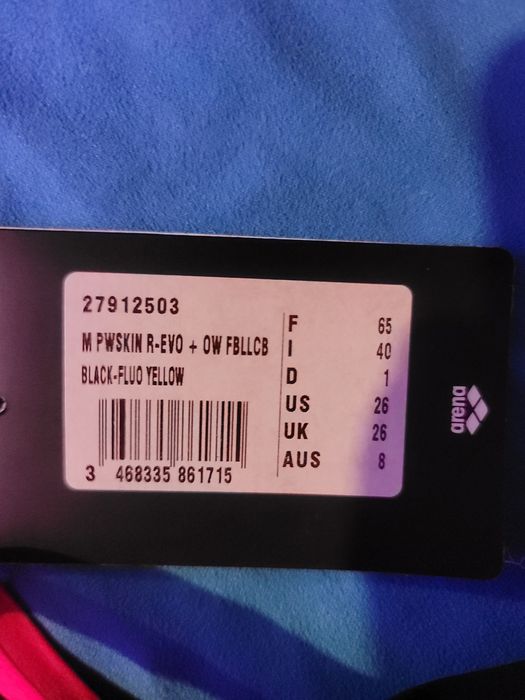 27912503
M PWSKIN R-EVO + OW FBLLCB
BLACK-FLUO YELLOW
3 468335 861715
F 65
I 40
D 1
US 26
UK 26
AUS 8
arena